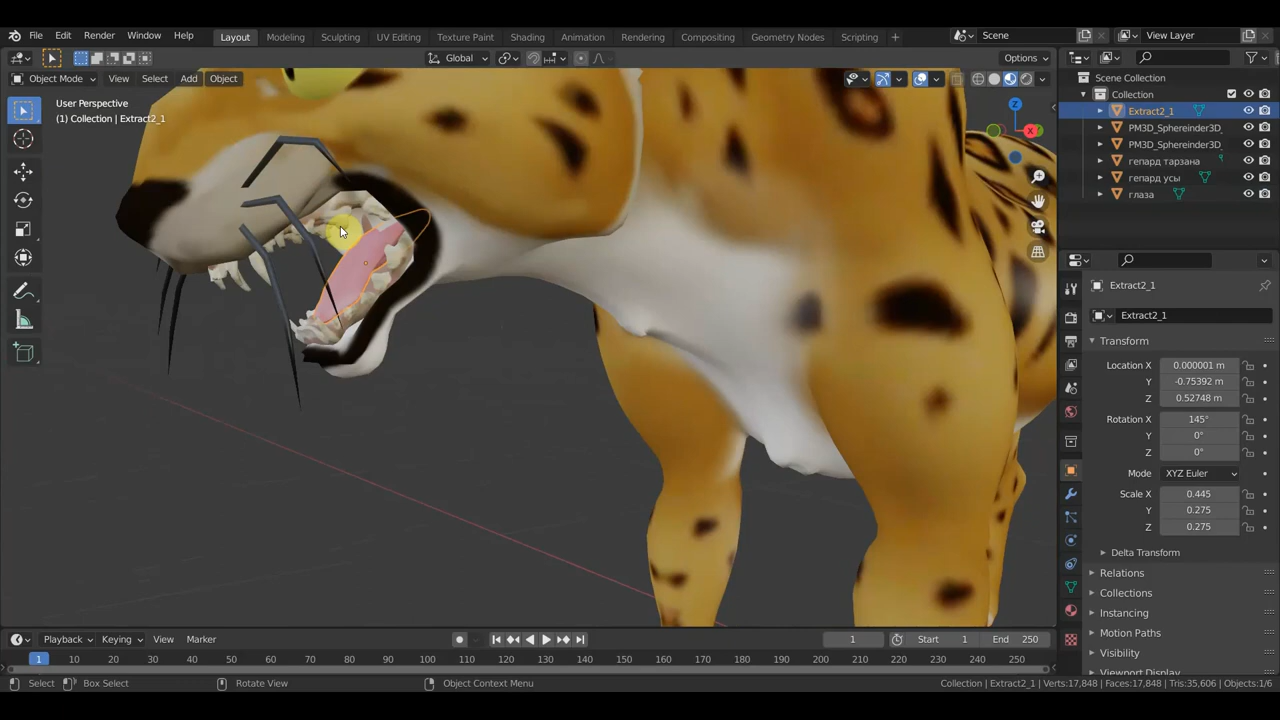 File Edit Render Window Help Layout Modeling Sculpting UV Editing Texture Paint Shading Animation Rendering Compositing Geometry Nodes Scripting + Scene View Layer
Global Options
Object Mode View Select Add Object
Scene Collection
Collection
User Perspective
(1) Collection | Extract2_1
Extract2_1
PM3D_Sphereinder3D_
PM3D_Sphereinder3D_
гепард тарзана
гепард усы
глаза
X
Extract2_1
Extract2_1
Transform
Location X 0.000001 m
Y -0.75392 m
Z 0.52748 m
Rotation X 145°
Y 0°
Z 0°
Mode XYZ Euler
Scale X 0.445
Y 0.275
Z 0.275
Delta Transform
Relations
Collections
Instancing
Motion Paths
Visibility
Viewport Display
Playback Keying View Marker 1 Start 1 End 250
1 10 20 30 40 50 60 70 80 90 100 110 120 130 140 150 160 170 180 190 200 210 220 230 240 250
Select Box Select Rotate View Object Context Menu Collection | Extract2_1 | Verts:17,848 | Faces:17,848 | Tris:35,606 | Objects:1/6